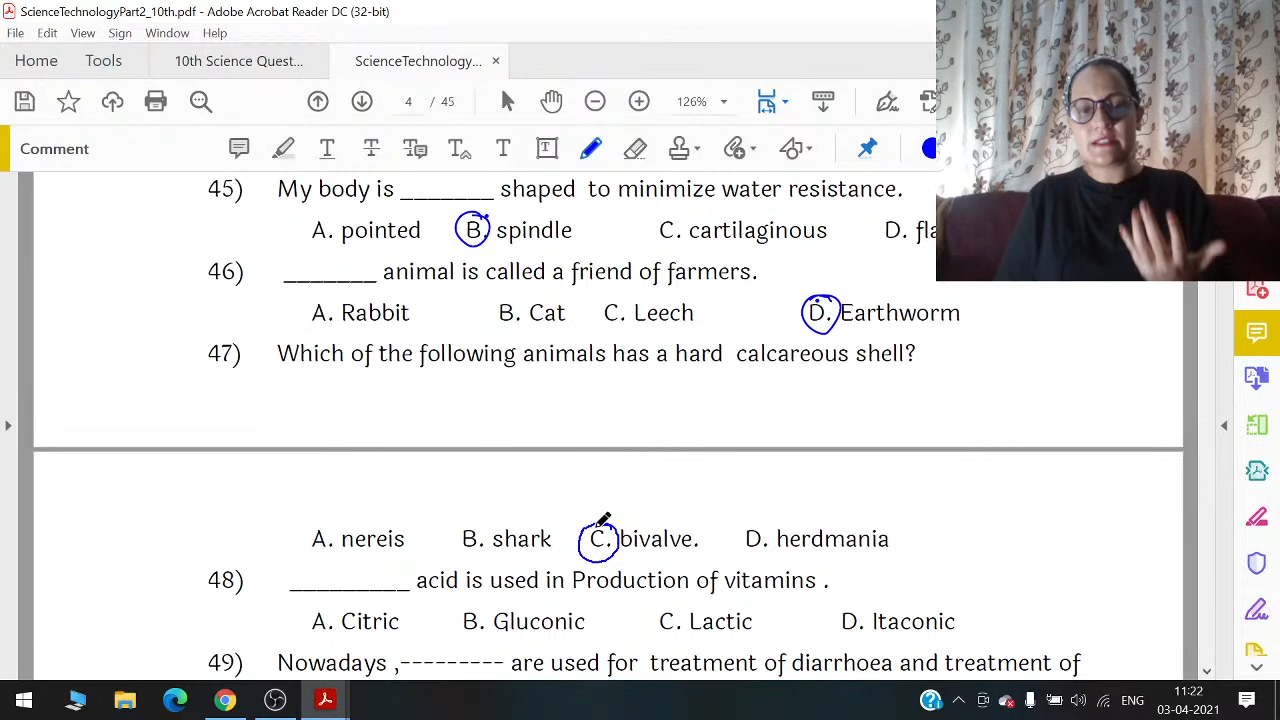 ScienceTechnologyPart2_10th.pdf - Adobe Acrobat Reader DC (32-bit)
File Edit View Sign Window Help
Home Tools 10th Science Quest... ScienceTechnology... ×
4 / 45 126%
Comment
45) My body is _______ shaped to minimize water resistance.
A. pointed B. spindle C. cartilaginous D.
46) _______ animal is called a friend of farmers.
A. Rabbit B. Cat C. Leech D. Earthworm
47) Which of the following animals has a hard calcareous shell?
A. nereis B. shark C. bivalve. D. herdmania
48) _________ acid is used in Production of vitamins .
A. Citric B. Gluconic C. Lactic D. Itaconic
49) Nowadays ,--------- are used for treatment of diarrhoea and treatment of
ENG 11:22
03-04-2021